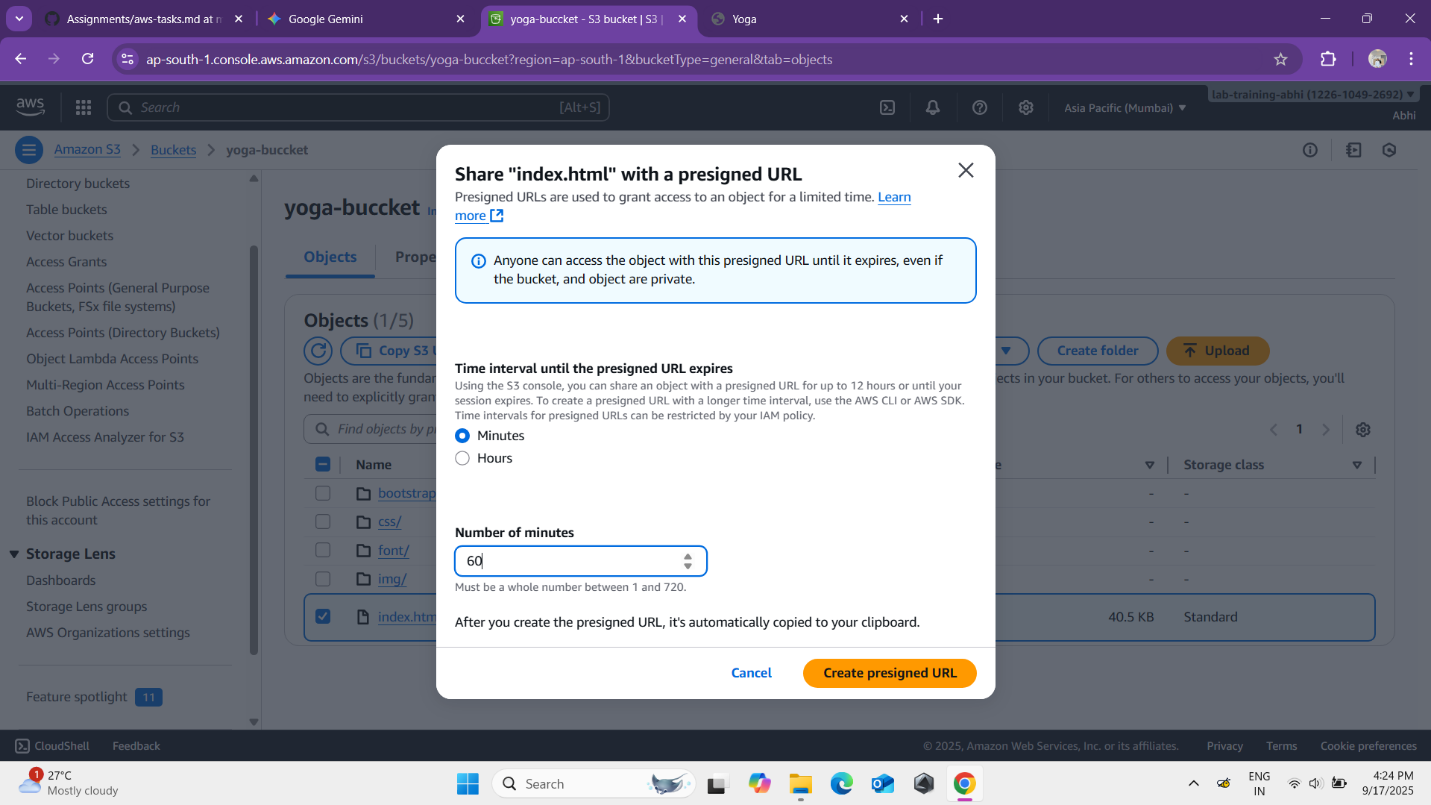 Assignments/aws-tasks.md at n
Google Gemini
yoga-buccket - S3 bucket | S3 |
Yoga
ap-south-1.console.aws.amazon.com/s3/buckets/yoga-buccket?region=ap-south-1&bucketType=general&tab=objects
aws
Search [Alt+S]
Asia Pacific (Mumbai)
lab-training-abhi (1226-1049-2692)
Abhi
Amazon S3
Buckets
yoga-buccket
Directory buckets
Table buckets
Vector buckets
Access Grants
Access Points (General Purpose
Buckets, FSx file systems)
Access Points (Directory Buckets)
Object Lambda Access Points
Multi-Region Access Points
Batch Operations
IAM Access Analyzer for S3
Block Public Access settings for
this account
Storage Lens
Dashboards
Storage Lens groups
AWS Organizations settings
Feature spotlight 11
yoga-buccket
Objects
Objects (1/5)
Copy S3
Create folder
Upload
Objects are the
ects in your bucket. For others to access your objects, you'll
need to explicitly
Find objects by
1
Name
Storage class
bootstrap
- -
css/
- -
font/
- -
img/
- -
40.5 KB
Standard
Share "index.html" with a presigned URL
Presigned URLs are used to grant access to an object for a limited time. Learn
more
Anyone can access the object with this presigned URL until it expires, even if
the bucket, and object are private.
Time interval until the presigned URL expires
Using the S3 console, you can share an object with a presigned URL for up to 12 hours or until your
session expires. To create a presigned URL with a longer time interval, use the AWS CLI or AWS SDK.
Time intervals for presigned URLs can be restricted by your IAM policy.
Minutes
Hours
Number of minutes
60
Must be a whole number between 1 and 720.
After you create the presigned URL, it's automatically copied to your clipboard.
Cancel
Create presigned URL
CloudShell
Feedback
© 2025, Amazon Web Services, Inc. or its affiliates.
Privacy
Terms
Cookie preferences
1
27°C
Mostly cloudy
Search
ENG
IN
4:24 PM
9/17/2025